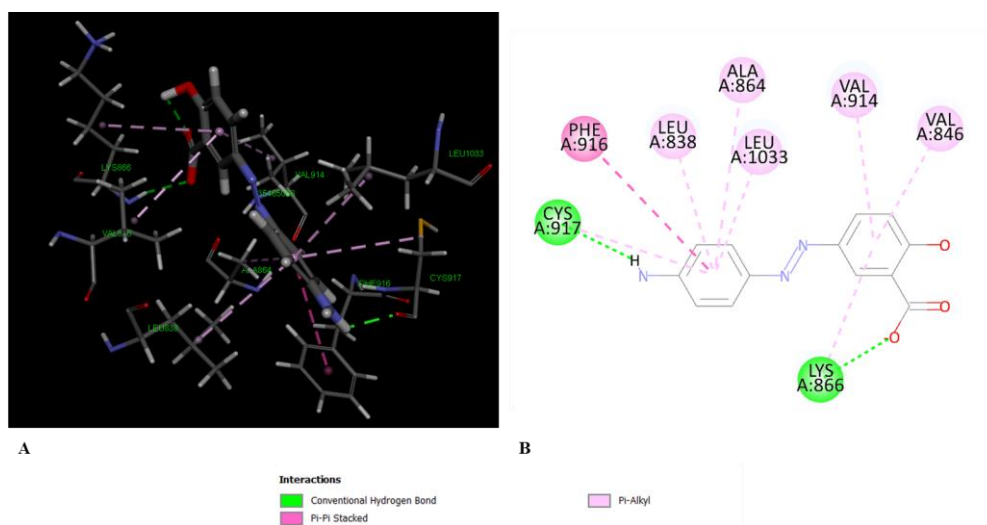 LEU1033
LYS866
VAL914
CYS917
LEU838
ALA
A:864
VAL
A:914
VAL
A:846
PHE
A:916
LEU
A:838
LEU
A:1033
CYS
A:917
H
N
N
N
O
O
O
LYS
A:866
A
B
Interactions
Conventional Hydrogen Bond
Pi-Pi Stacked
Pi-Alkyl